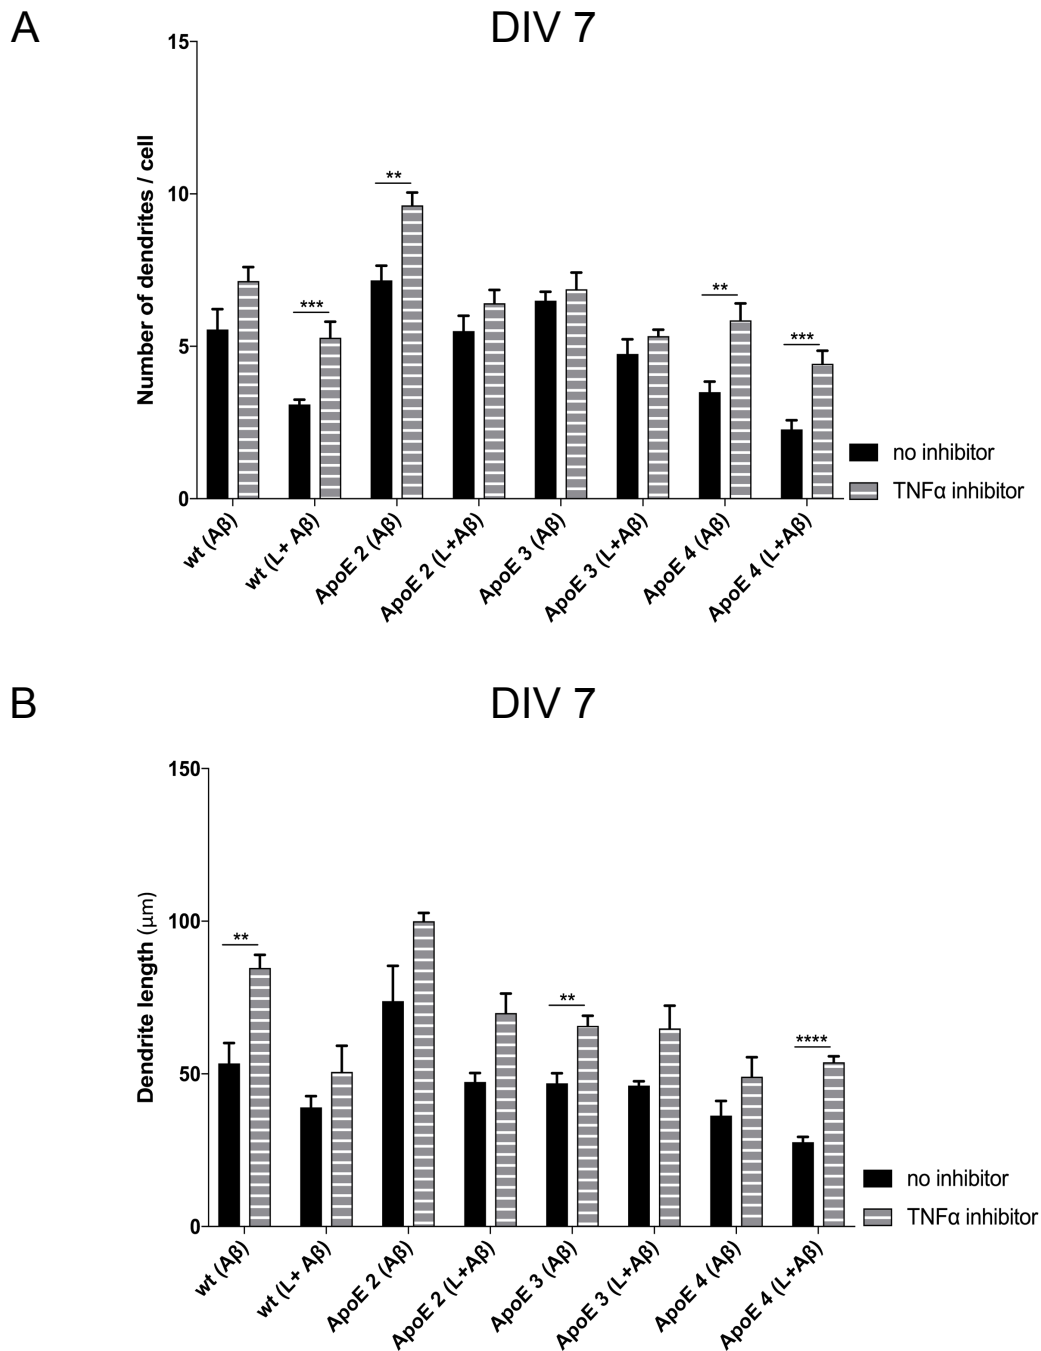 A
DIV 7
15
10
5
0
Number of dendrites / cell
***
**
**
***
wt (Aβ)
wt (L+ Aβ)
ApoE 2 (Aβ)
ApoE 2 (L+Aβ)
ApoE 3 (Aβ)
ApoE 3 (L+Aβ)
ApoE 4 (Aβ)
ApoE 4 (L+Aβ)
no inhibitor
TNFα inhibitor
B
DIV 7
150
100
50
0
Dendrite length (μm)
**
**
****
wt (Aβ)
wt (L+ Aβ)
ApoE 2 (Aβ)
ApoE 2 (L+Aβ)
ApoE 3 (Aβ)
ApoE 3 (L+Aβ)
ApoE 4 (Aβ)
ApoE 4 (L+Aβ)
no inhibitor
TNFα inhibitor